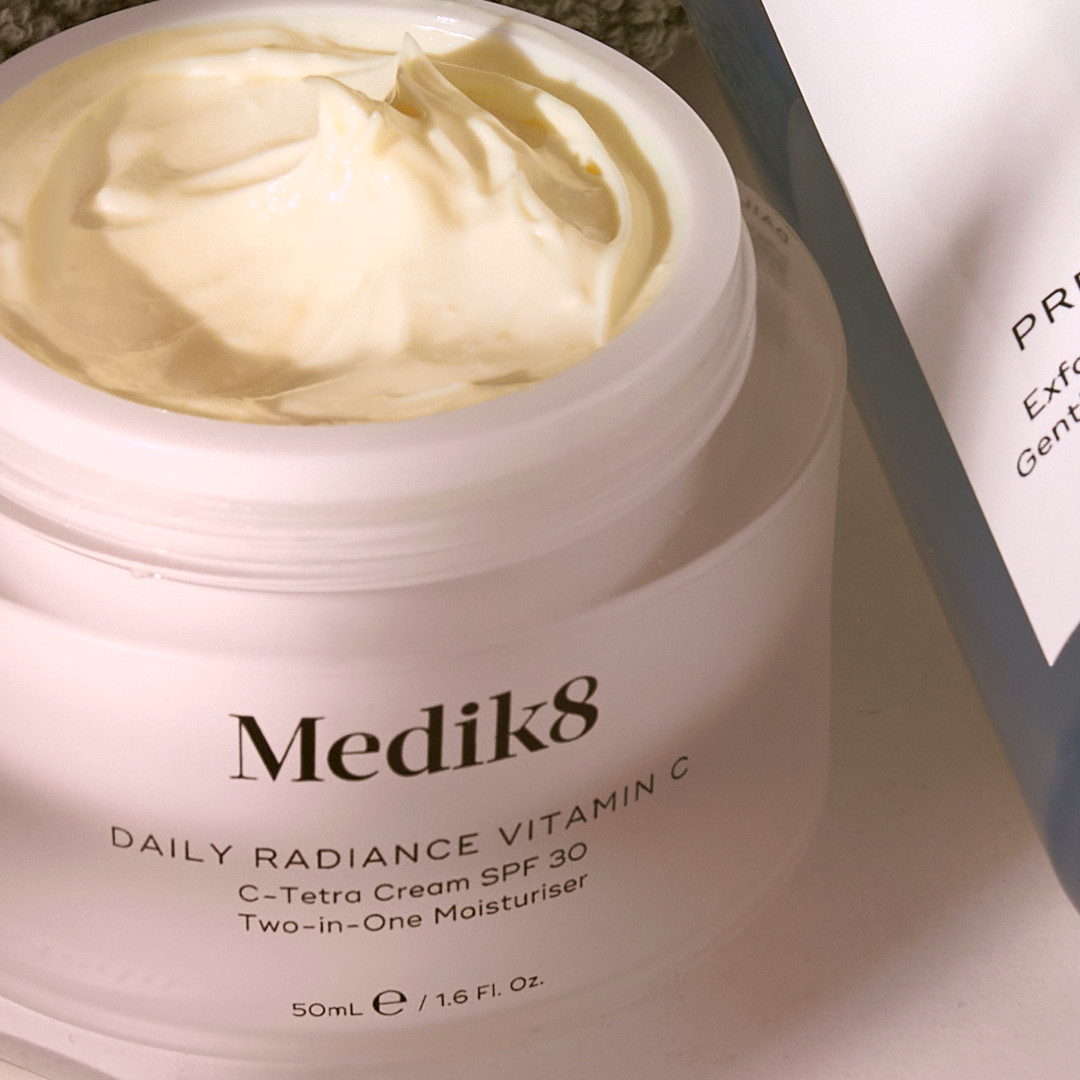 Medik8
DAILY RADIANCE VITAMIN C
C-Tetra Cream SPF 30
Two-in-One Moisturiser
50mL ℮ / 1.6 Fl. Oz.